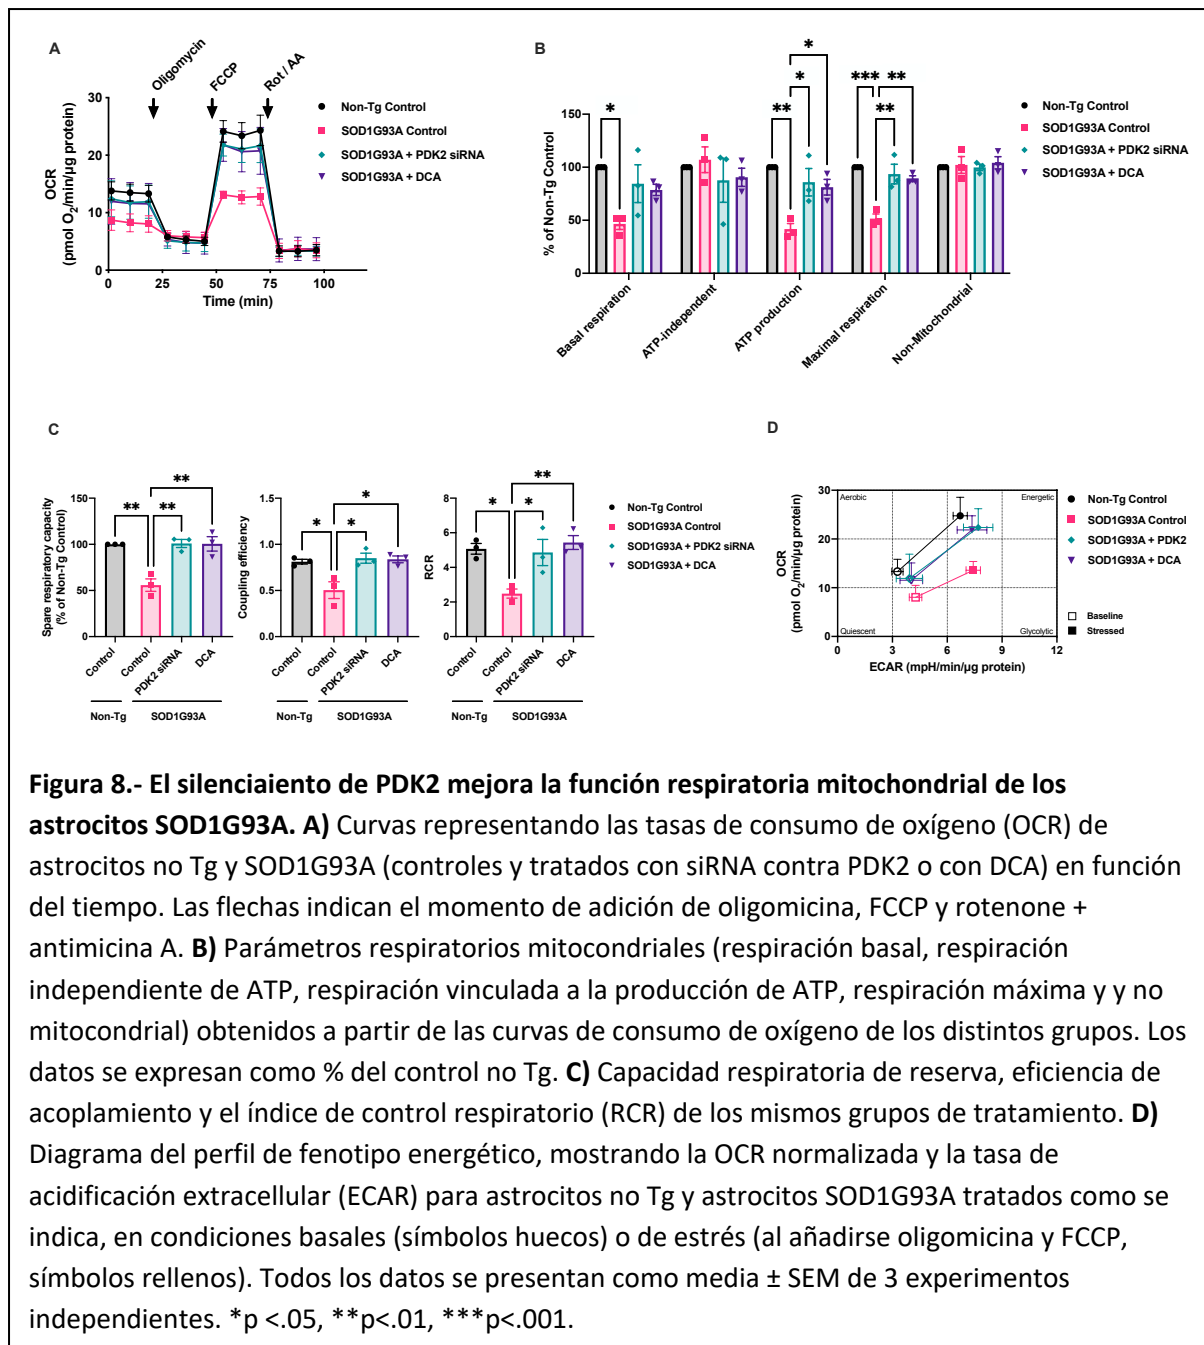 A
Oligomycin
FCCP
Rot / AA
30
20
10
0
OCR
(pmol O₂/min/µg protein)
0 25 50 75 100
Time (min)
Non-Tg Control
SOD1G93A Control
SOD1G93A + PDK2 siRNA
SOD1G93A + DCA
B
* ** * * *** ** **
150
100
50
0
% of Non-Tg Control
Basal respiration
ATP-independent
ATP production
Maximal respiration
Non-Mitochondrial
Non-Tg Control
SOD1G93A Control
SOD1G93A + PDK2 siRNA
SOD1G93A + DCA
C
Spare respiratory capacity
(% of Non-Tg Control)
150
100
50
0
** ** **
Control
Control
PDK2 siRNA
DCA
Non-Tg SOD1G93A
Coupling efficiency
1.5
1.0
0.5
0.0
* * *
Control
Control
PDK2 siRNA
DCA
Non-Tg SOD1G93A
RCR
8
6
4
2
0
* * **
Control
Control
PDK2 siRNA
DCA
Non-Tg SOD1G93A
Non-Tg Control
SOD1G93A Control
SOD1G93A + PDK2 siRNA
SOD1G93A + DCA
D
Aerobic Energetic
Quiescent Glycolytic
30
20
10
0
OCR
(pmol O₂/min/µg protein)
0 3 6 9 12
ECAR (mpH/min/µg protein)
Non-Tg Control
SOD1G93A Control
SOD1G93A + PDK2
SOD1G93A + DCA
Baseline
Stressed
Figura 8.- El silenciaiento de PDK2 mejora la función respiratoria mitochondrial de los
astrocitos SOD1G93A. A) Curvas representando las tasas de consumo de oxígeno (OCR) de
astrocitos no Tg y SOD1G93A (controles y tratados con siRNA contra PDK2 o con DCA) en función
del tiempo. Las flechas indican el momento de adición de oligomicina, FCCP y rotenone +
antimicina A. B) Parámetros respiratorios mitocondriales (respiración basal, respiración
independiente de ATP, respiración vinculada a la producción de ATP, respiración máxima y y no
mitocondrial) obtenidos a partir de las curvas de consumo de oxígeno de los distintos grupos. Los
datos se expresan como % del control no Tg. C) Capacidad respiratoria de reserva, eficiencia de
acoplamiento y el índice de control respiratorio (RCR) de los mismos grupos de tratamiento. D)
Diagrama del perfil de fenotipo energético, mostrando la OCR normalizada y la tasa de
acidificación extracellular (ECAR) para astrocitos no Tg y astrocitos SOD1G93A tratados como se
indica, en condiciones basales (símbolos huecos) o de estrés (al añadirse oligomicina y FCCP,
símbolos rellenos). Todos los datos se presentan como media ± SEM de 3 experimentos
independientes. *p <.05, **p<.01, ***p<.001.